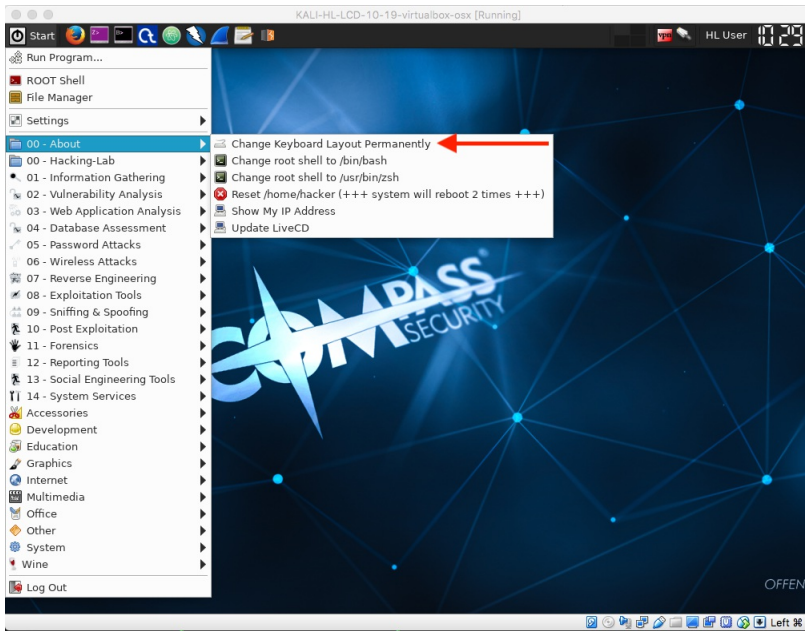 KALI-HL-LCD-10-19-virtualbox-osx [Running]
Start
vpn
HL User
10 29
Run Program...
ROOT Shell
File Manager
Settings
00 - About
00 - Hacking-Lab
01 - Information Gathering
02 - Vulnerability Analysis
03 - Web Application Analysis
04 - Database Assessment
05 - Password Attacks
06 - Wireless Attacks
07 - Reverse Engineering
08 - Exploitation Tools
09 - Sniffing & Spoofing
10 - Post Exploitation
11 - Forensics
12 - Reporting Tools
13 - Social Engineering Tools
14 - System Services
Accessories
Development
Education
Graphics
Internet
Multimedia
Office
Other
System
Wine
Log Out
Change Keyboard Layout Permanently
Change root shell to /bin/bash
Change root shell to /usr/bin/zsh
Reset /home/hacker (+++ system will reboot 2 times +++)
Show My IP Address
Update LiveCD
COMPASS
SECURITY
OFFEN
Left ⌘